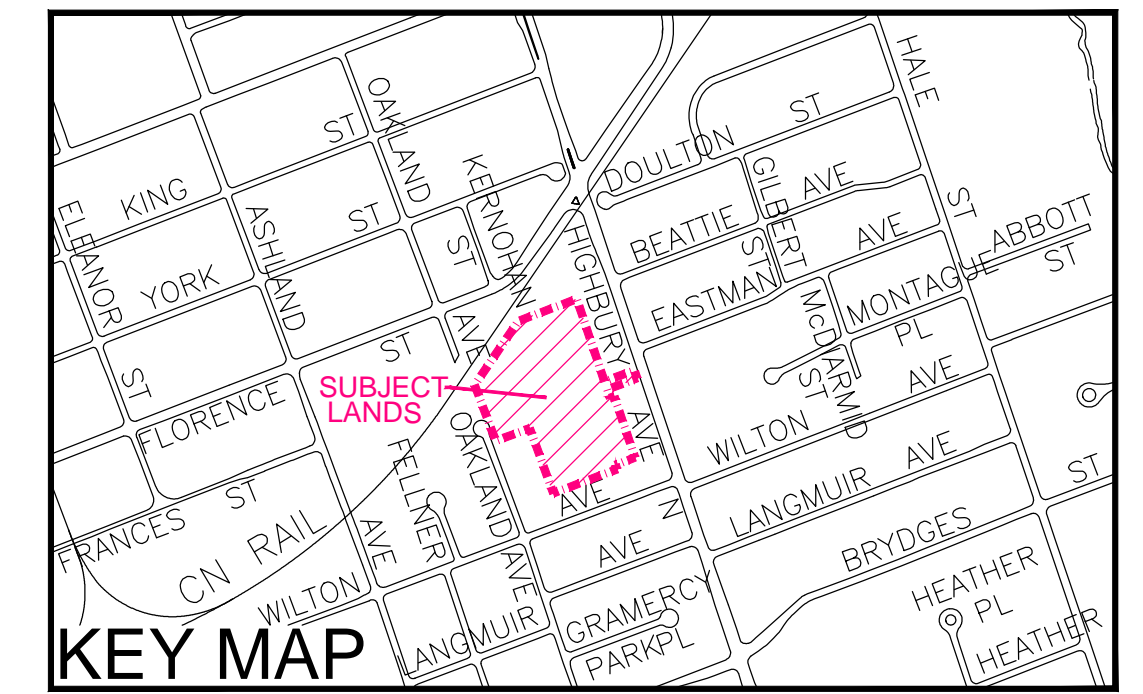 HALE
ST
OAKLAND
ST
DOULTON
ST
KERNOHAN
ST
KING
GILBERT
ST
AVE
BEATTIE
AVE
ABBOTT
ST
ELEANOR
ST
ASHLAND
AVE
YORK
ST
HIGHBURY
AVE
N
EASTMAN
MONTAGUE
PL
McDIARMID
ST
AVE
AVE
SUBJECT
LANDS
FLORENCE
ST
OAKLAND
AVE
FELLNER
AVE
WILTON
AVE
LANGMUIR
AVE
BRYDGES
ST
FRANCES
ST
CN RAIL
WILTON
AVE
LANGMUIR
AVE
GRAMERCY
PARK PL
HEATHER
PL
HEATHER
KEY MAP